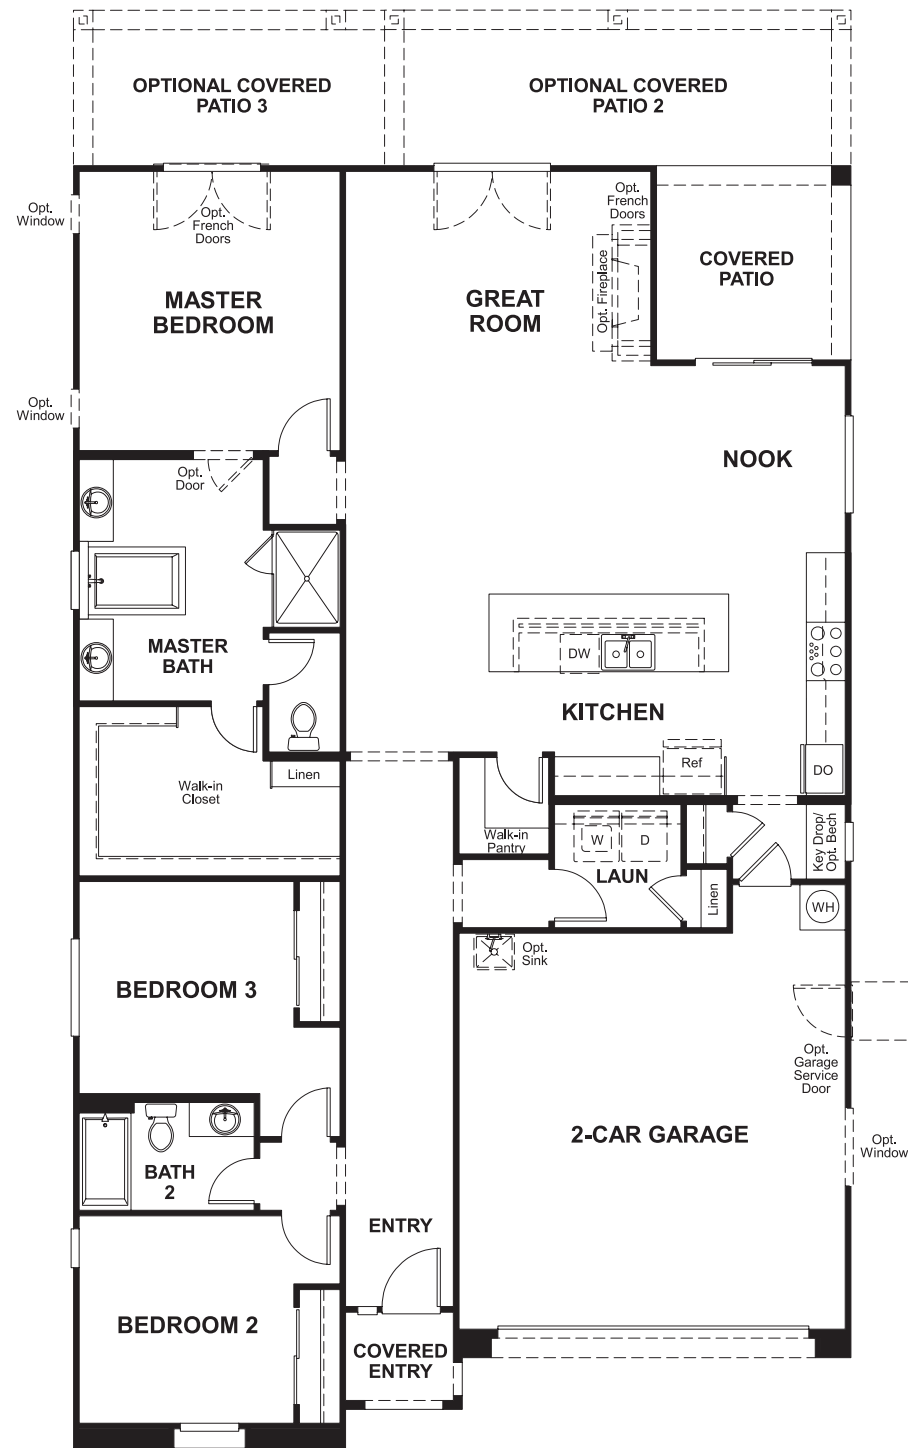 OPTIONAL COVERED
PATIO 3
OPTIONAL COVERED
PATIO 2
Opt.
Window
Opt.
French
Doors
Opt.
French
Doors
Opt. Fireplace
COVERED
PATIO
MASTER
BEDROOM
GREAT
ROOM
Opt.
Window
Opt.
Door
NOOK
MASTER
BATH
DW
KITCHEN
Ref
DO
Linen
Walk-in
Closet
Walk-in
Pantry
W
D
LAUN
Key Drop/
Opt. Bech
Linen
WH
Opt.
Sink
BEDROOM 3
Opt.
Garage
Service
Door
2-CAR GARAGE
Opt.
Window
BATH
2
ENTRY
BEDROOM 2
COVERED
ENTRY